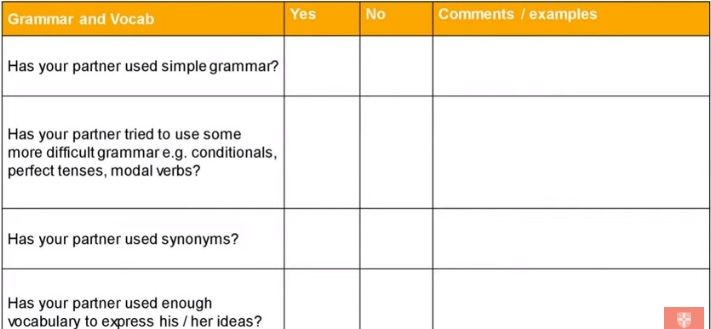 Grammar and Vocab Yes No Comments / examples
Has your partner used simple grammar?
Has your partner tried to use some
more difficult grammar e.g. conditionals,
perfect tenses, modal verbs?
Has your partner used synonyms?
Has your partner used enough
vocabulary to express his / her ideas?